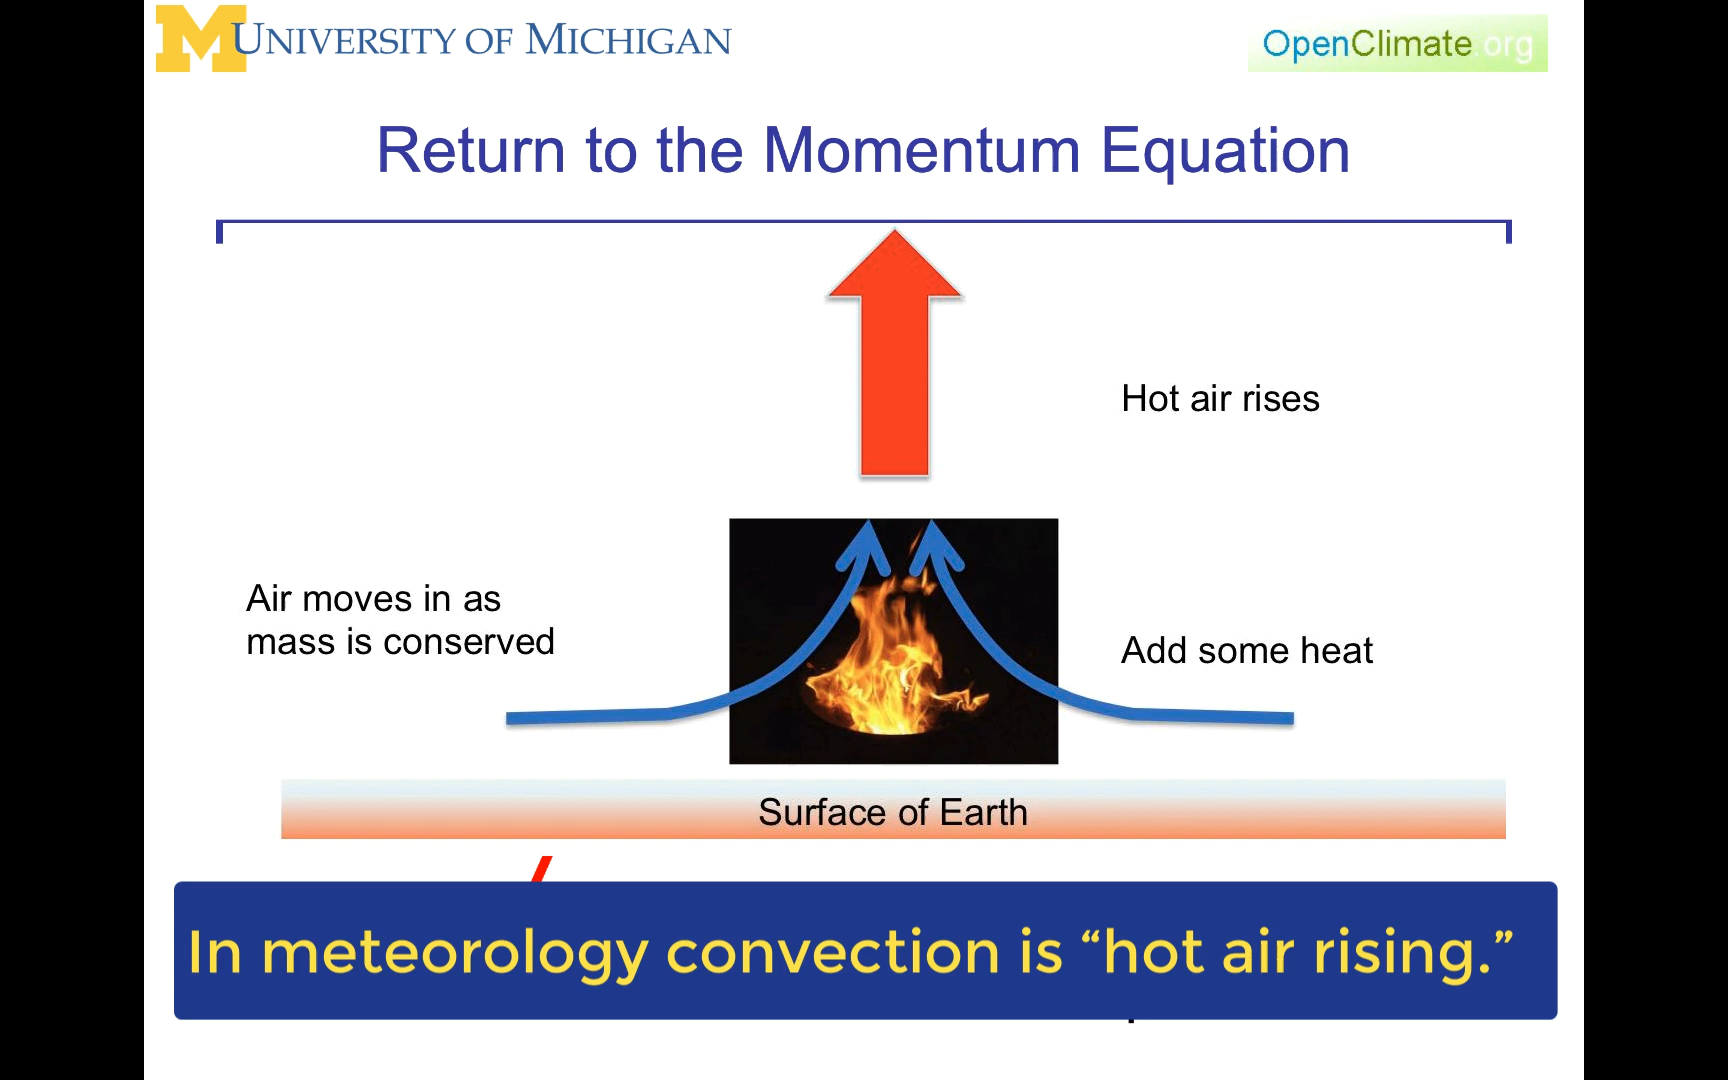 M UNIVERSITY OF MICHIGAN
OpenClimate.org
Return to the Momentum Equation
Hot air rises
Air moves in as
mass is conserved
Add some heat
Surface of Earth
In meteorology convection is “hot air rising.”